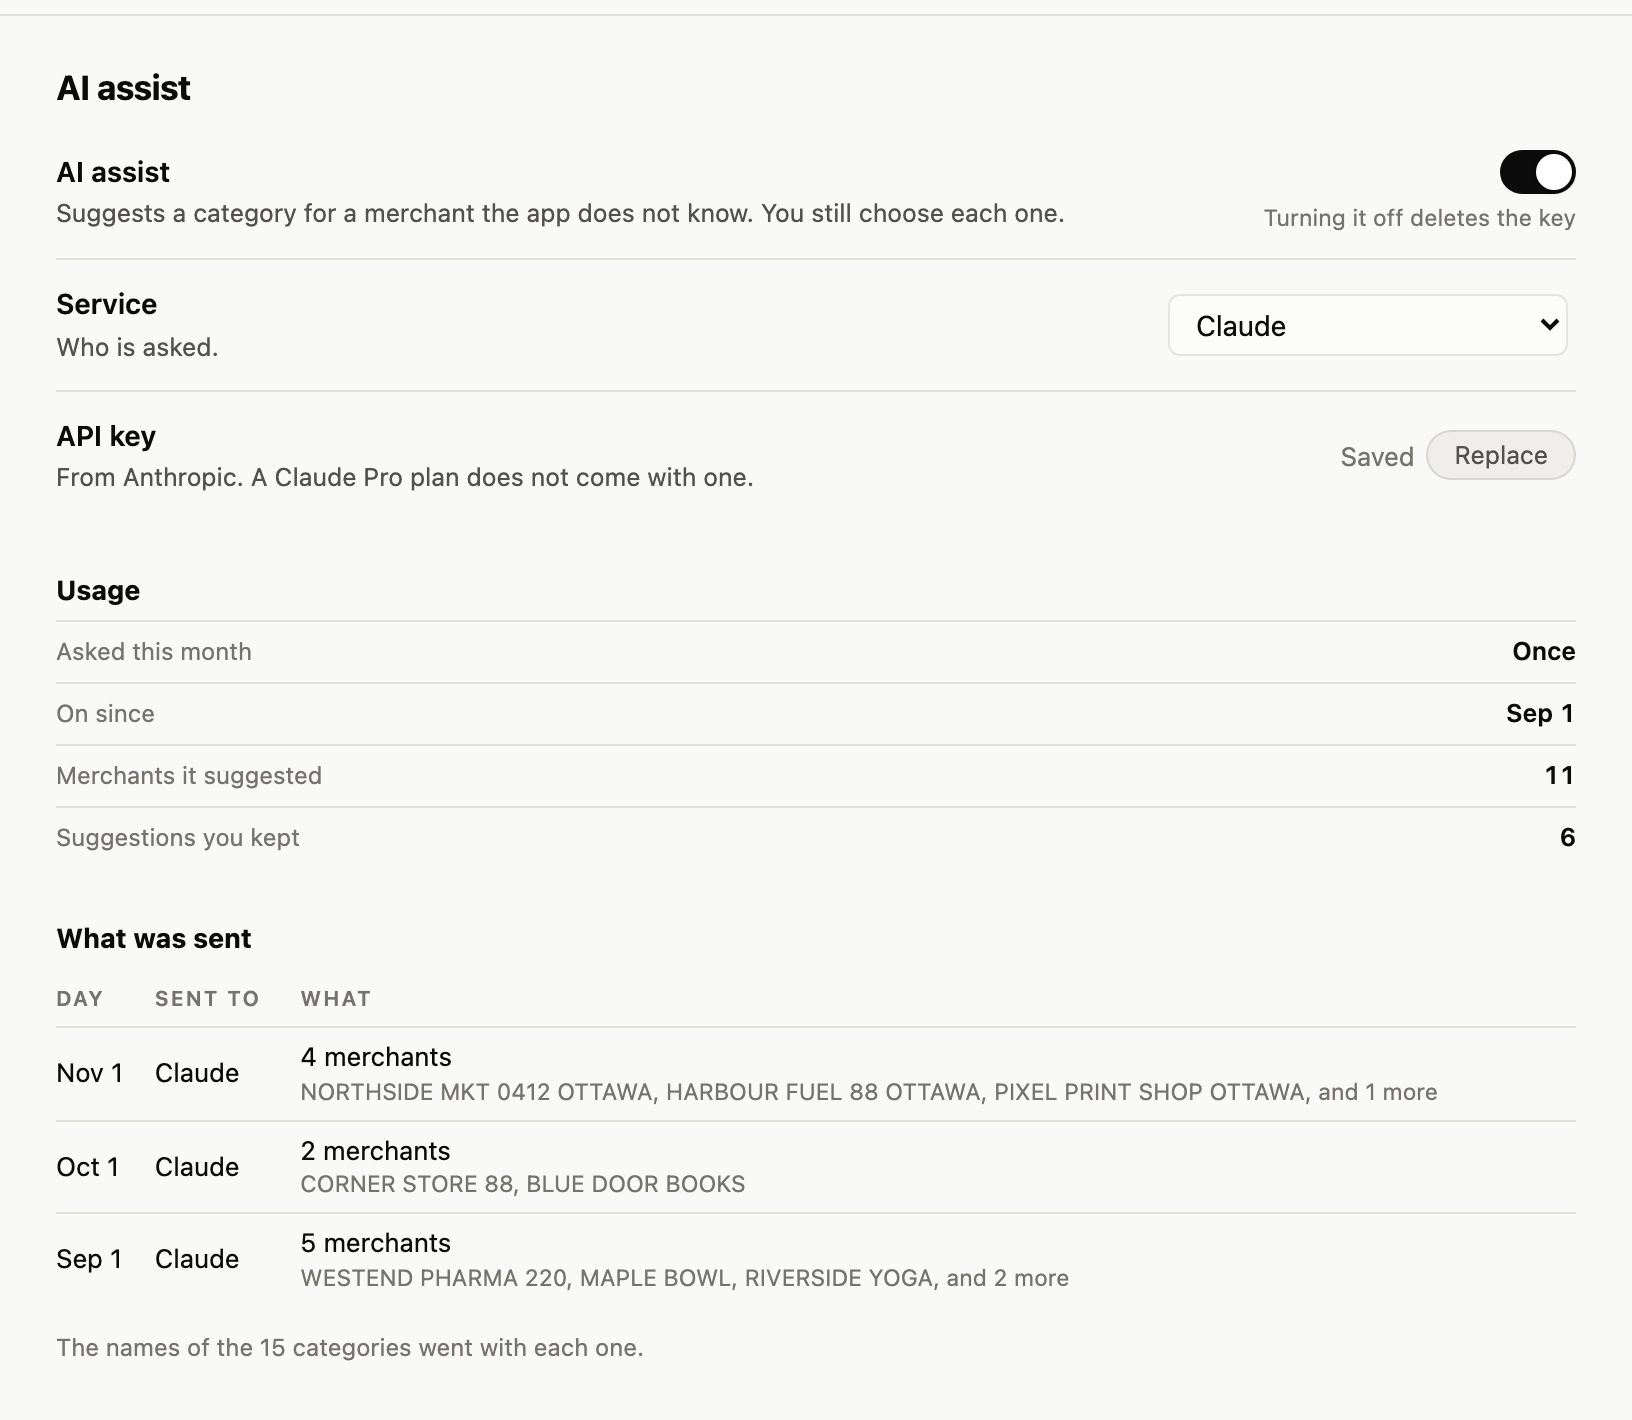 AI assist
AI assist
Suggests a category for a merchant the app does not know. You still choose each one.
Turning it off deletes the key
Service
Who is asked.
Claude
API key
From Anthropic. A Claude Pro plan does not come with one.
Saved
Replace
Usage
Asked this month
Once
On since
Sep 1
Merchants it suggested
11
Suggestions you kept
6
What was sent
DAY SENT TO WHAT
Nov 1 Claude 4 merchants
NORTHSIDE MKT 0412 OTTAWA, HARBOUR FUEL 88 OTTAWA, PIXEL PRINT SHOP OTTAWA, and 1 more
Oct 1 Claude 2 merchants
CORNER STORE 88, BLUE DOOR BOOKS
Sep 1 Claude 5 merchants
WESTEND PHARMA 220, MAPLE BOWL, RIVERSIDE YOGA, and 2 more
The names of the 15 categories went with each one.